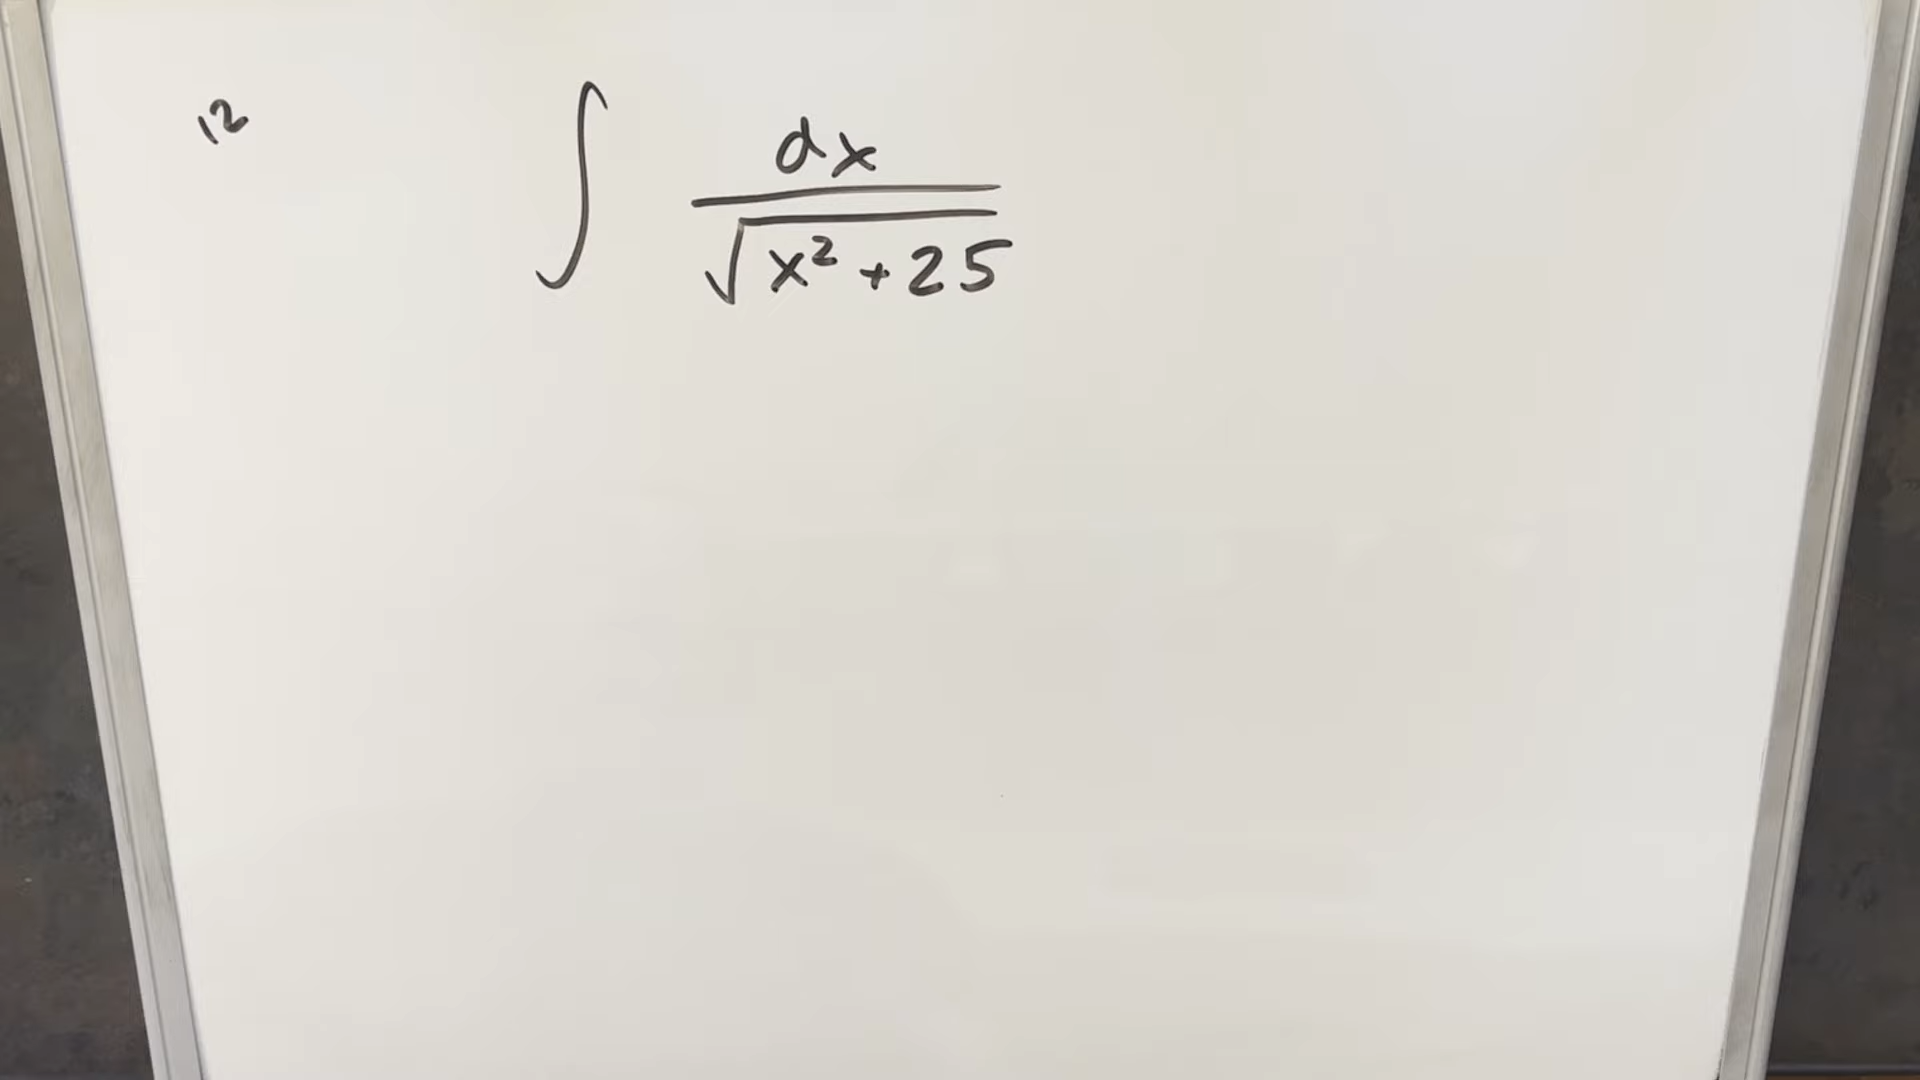 12
∫ dx / √(x² + 25)